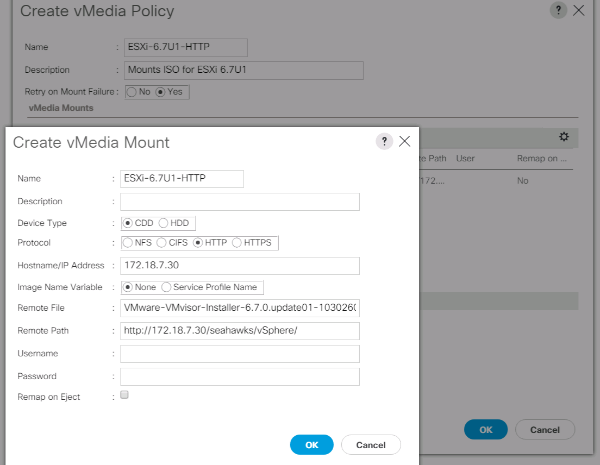 Create vMedia Policy
?
Name : ESXi-6.7U1-HTTP
Description : Mounts ISO for ESXi 6.7U1
Retry on Mount Failure : No Yes
vMedia Mounts
Path User Remap on ...
172.... No
OK Cancel
Create vMedia Mount
?
Name : ESXi-6.7U1-HTTP
Description :
Device Type : CDD HDD
Protocol : NFS CIFS HTTP HTTPS
Hostname/IP Address : 172.18.7.30
Image Name Variable : None Service Profile Name
Remote File : VMware-VMvisor-Installer-6.7.0.update01-1030260
Remote Path : http://172.18.7.30/seahawks/vSphere/
Username :
Password :
Remap on Eject :
OK Cancel